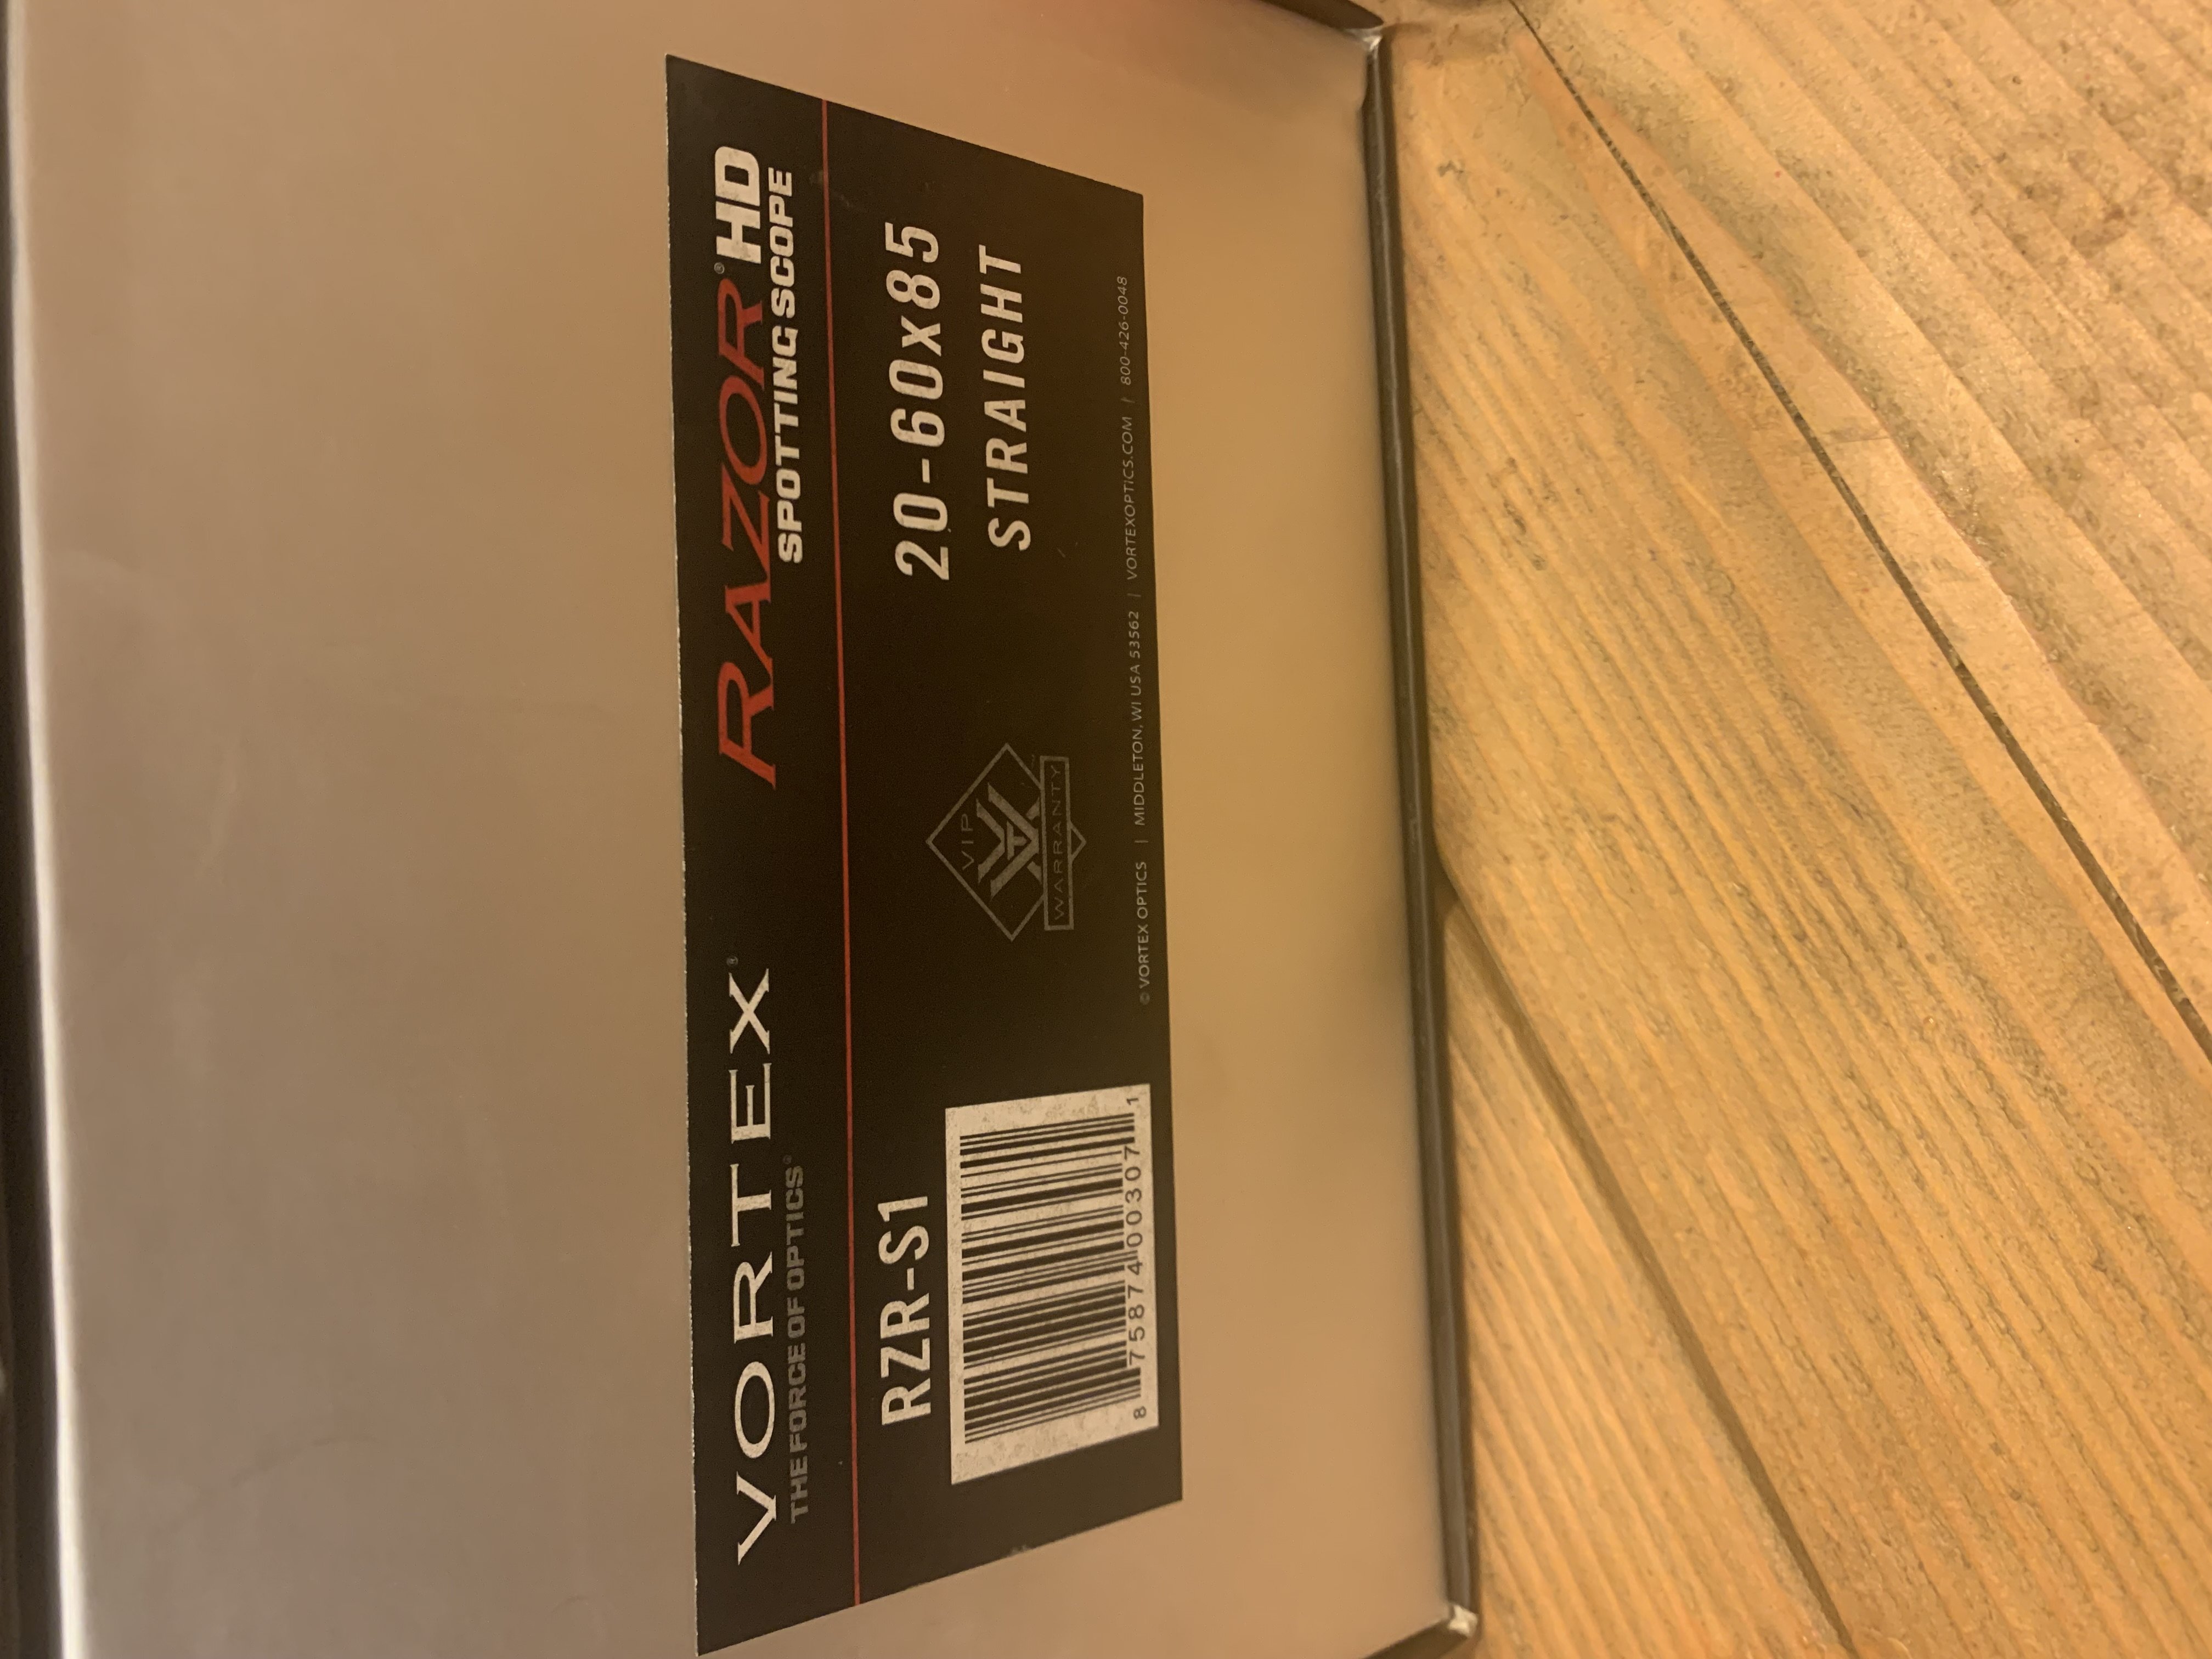 VORTEX®
THE FORCE OF OPTICS®
RAZOR® HD
SPOTTING SCOPE
RZR-S1
8 75874 00307 1
VIP
WARRANTY
20-60x85
STRAIGHT
© VORTEX OPTICS | MIDDLETON, WI USA 53562 | VORTEXOPTICS.COM | 800-426-0048